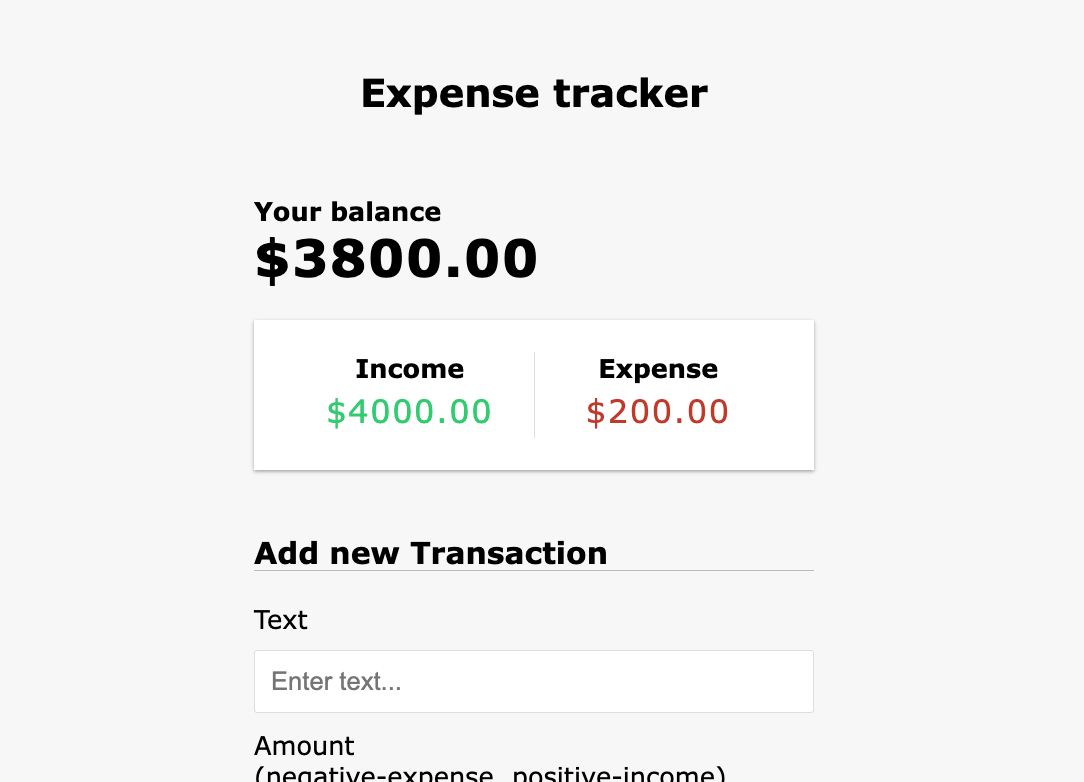 Expense tracker
Your balance
$3800.00
Income
Expense
$4000.00
$200.00
Add new Transaction
Text
Enter text...
Amount
(negative-expense, positive-income)